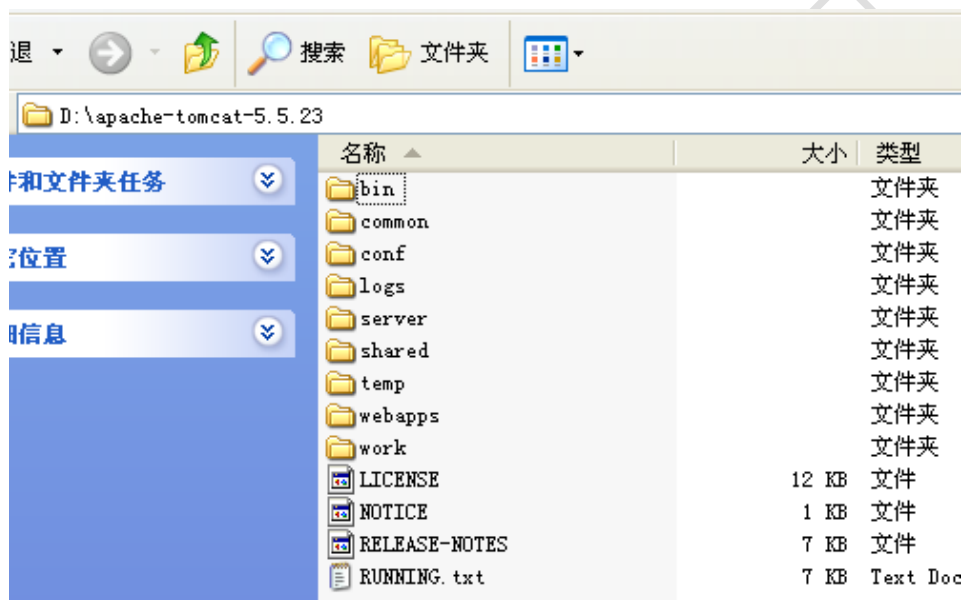 退 搜索 文件夹
D:\apache-tomcat-5.5.23
名称 大小 类型
和文件夹任务
bin 文件夹
common 文件夹
位置
conf 文件夹
logs 文件夹
server 文件夹
信息
shared 文件夹
temp 文件夹
webapps 文件夹
work 文件夹
LICENSE 12 KB 文件
NOTICE 1 KB 文件
RELEASE-NOTES 7 KB 文件
RUNNING.txt 7 KB Text Doc